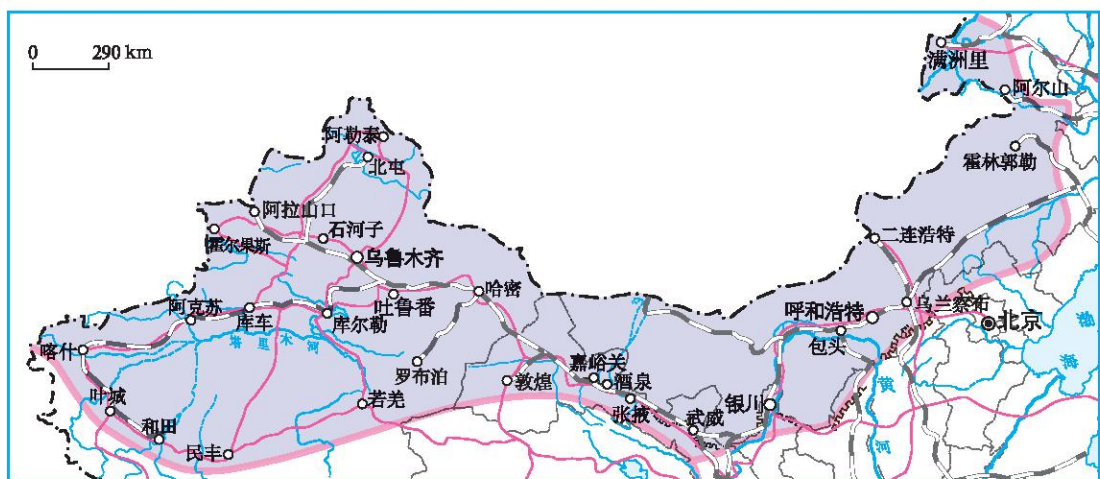 0 290 km
满洲里
阿尔山
阿勒泰
北屯
霍林郭勒
阿拉山口
石河子
霍尔果斯
二连浩特
乌鲁木齐
哈密
吐鲁番
阿克苏
库车
库尔勒
呼和浩特
乌兰察布
北京
渤
海
包头
塔里木河
喀什
罗布泊
嘉峪关
酒泉
敦煌
张掖
黄
河
叶城
若羌
银川
武威
和田
民丰